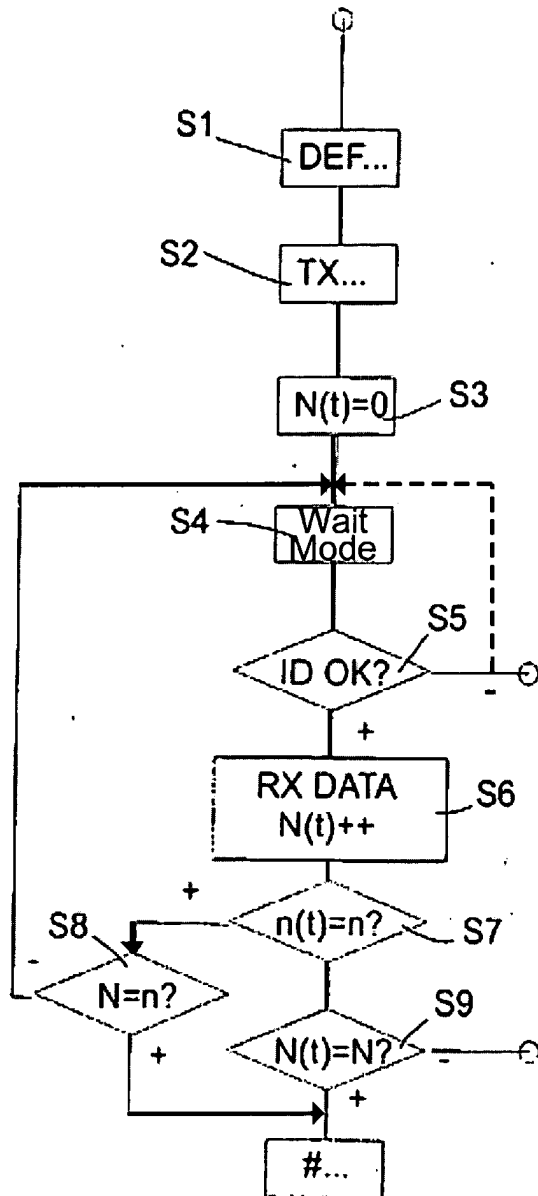 S1
DEF...
S2
TX...
N(t)=0
S3
S4
Wait
Mode
S5
ID OK?
-
+
RX DATA
N(t)++
S6
+
n(t)=n?
S7
S8
-
N=n?
+
S9
N(t)=N?
-
+
#...